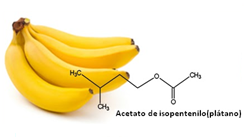 CH₃
H₃C
O
CH₃
O
Acetato de isopentenilo(plátano)